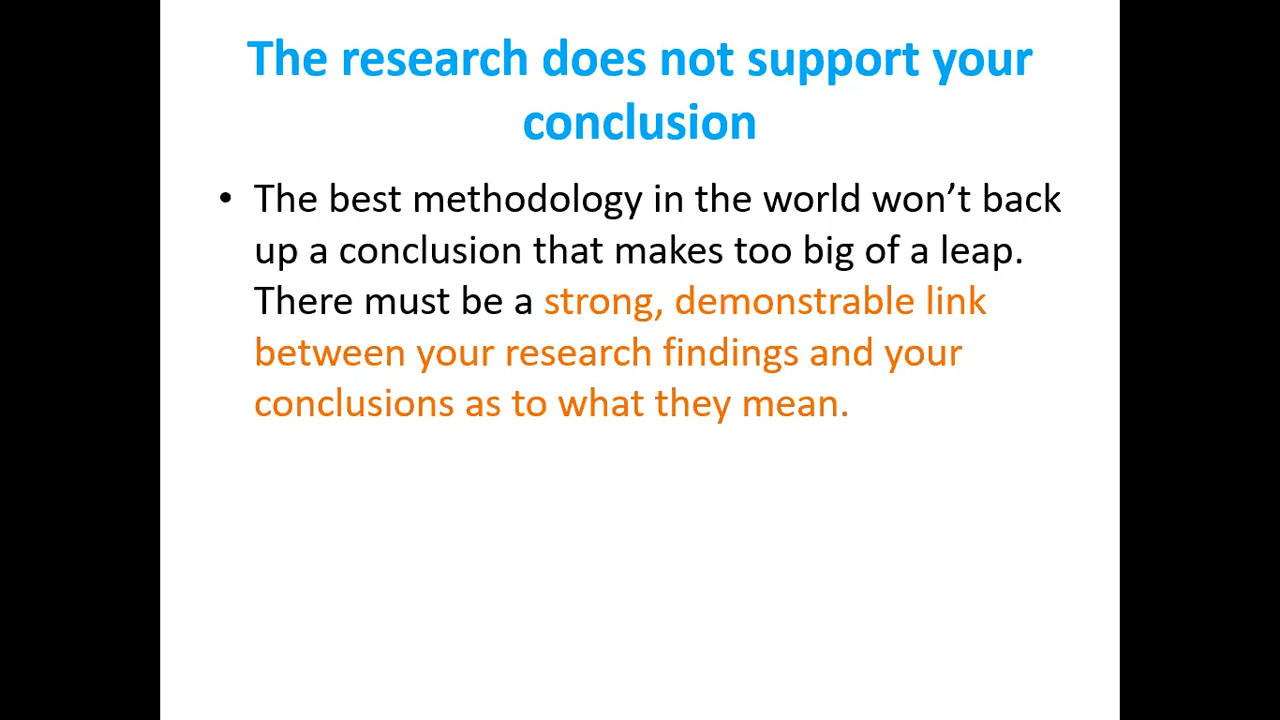 The research does not support your
conclusion
• The best methodology in the world won’t back
up a conclusion that makes too big of a leap.
There must be a strong, demonstrable link
between your research findings and your
conclusions as to what they mean.